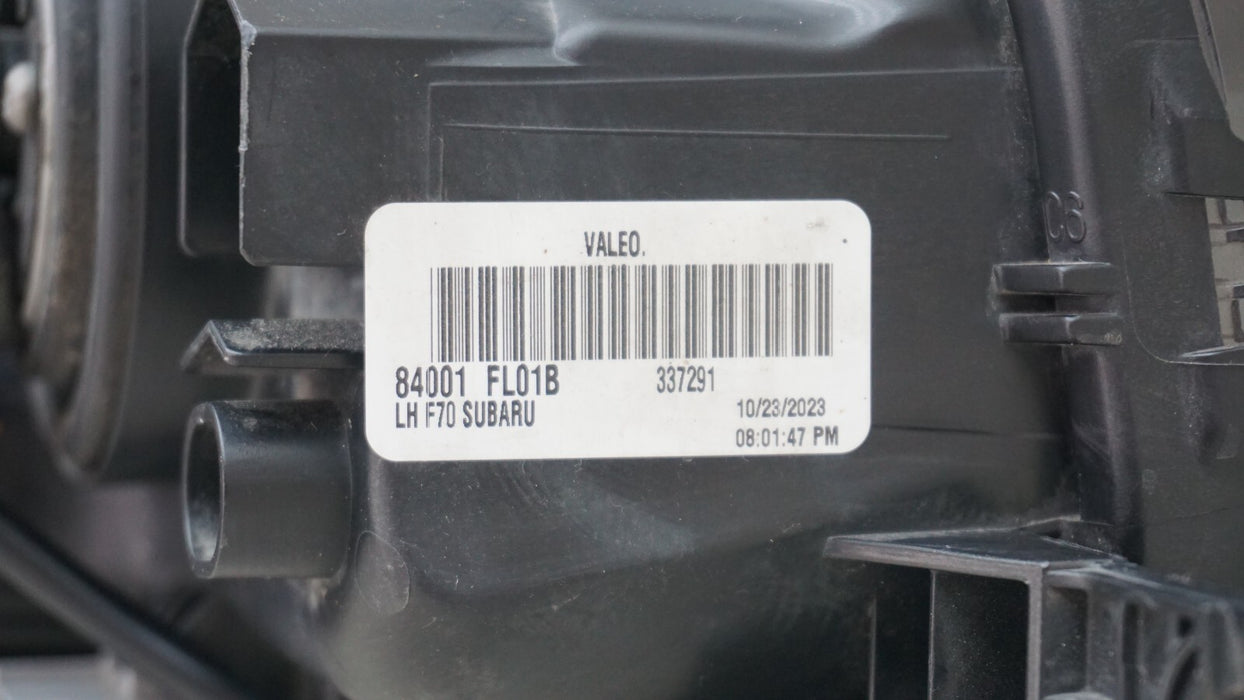 C6
VALEO.
84001 FL01B 337291
LH F70 SUBARU
10/23/2023
08:01:47 PM